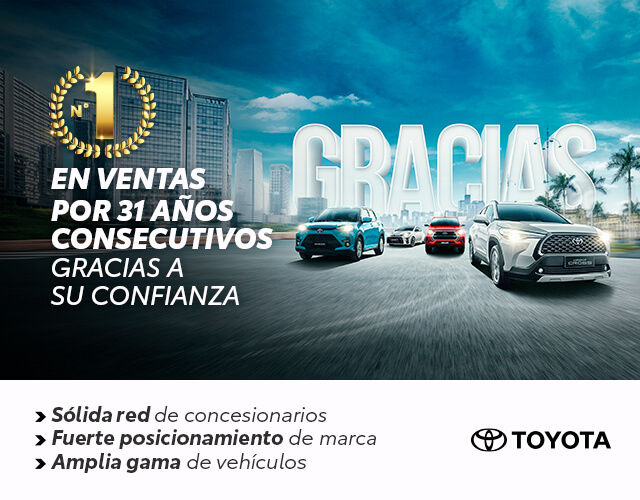 N° 1
GRACIAS
EN VENTAS
POR 31 AÑOS
CONSECUTIVOS
GRACIAS A
SU CONFIANZA
CROSS
Sólida red de concesionarios
Fuerte posicionamiento de marca
Amplia gama de vehículos
TOYOTA